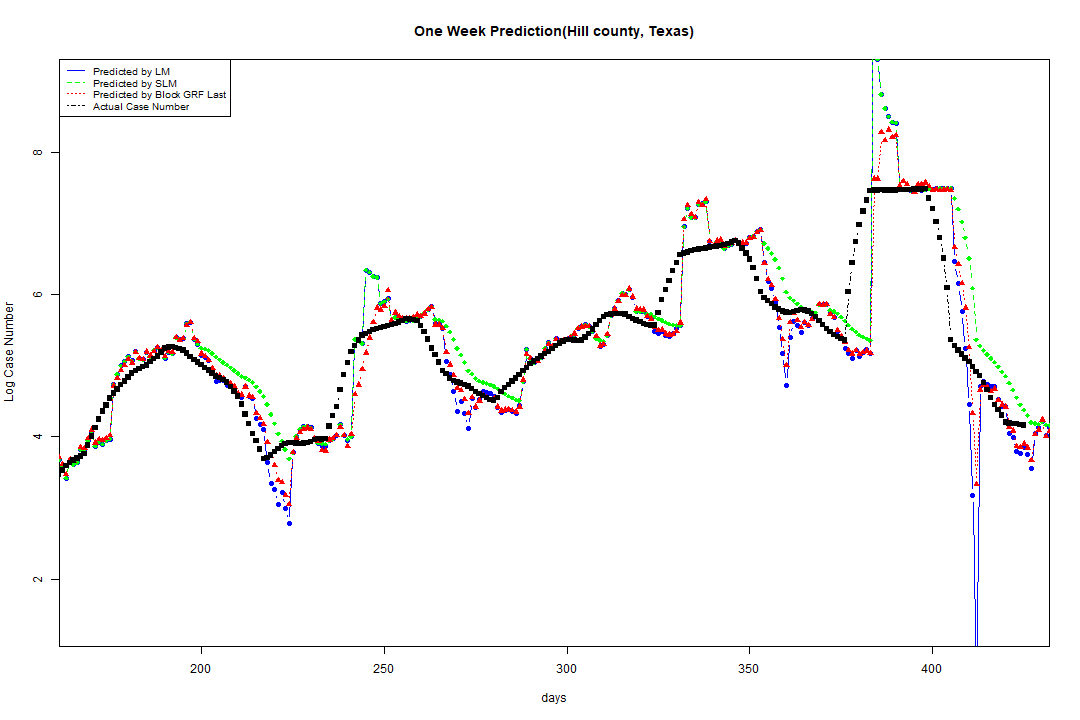 One Week Prediction(Hill county, Texas)
Predicted by LM
Predicted by SLM
Predicted by Block GRF Last
Actual Case Number
Log Case Number
8
6
4
2
200 250 300 350 400
days